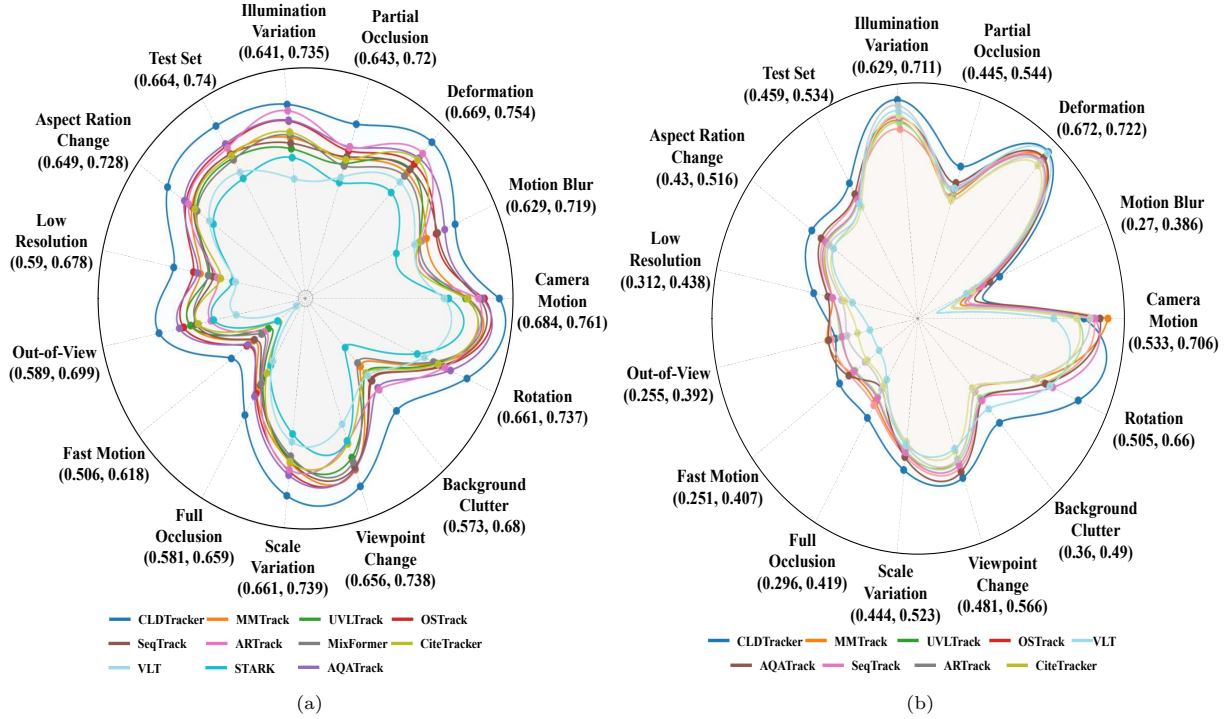 Illumination
Variation
(0.641, 0.735)
Partial
Occlusion
(0.643, 0.72)
Deformation
(0.669, 0.754)
Motion Blur
(0.629, 0.719)
Camera
Motion
(0.684, 0.761)
Rotation
(0.661, 0.737)
Background
Clutter
(0.573, 0.68)
Viewpoint
Change
(0.656, 0.738)
Scale
Variation
(0.661, 0.739)
Full
Occlusion
(0.581, 0.659)
Fast Motion
(0.506, 0.618)
Out-of-View
(0.589, 0.699)
Low
Resolution
(0.59, 0.678)
Aspect Ration
Change
(0.649, 0.728)
Test Set
(0.664, 0.74)
CLDTracker MMTrack UVLTrack OSTrack
SeqTrack ARTrack MixFormer CiteTracker
VLT STARK AQATrack
(a)
Illumination
Variation
(0.629, 0.711)
Partial
Occlusion
(0.445, 0.544)
Deformation
(0.672, 0.722)
Motion Blur
(0.27, 0.386)
Camera
Motion
(0.533, 0.706)
Rotation
(0.505, 0.66)
Background
Clutter
(0.36, 0.49)
Viewpoint
Change
(0.481, 0.566)
Scale
Variation
(0.444, 0.523)
Full
Occlusion
(0.296, 0.419)
Fast Motion
(0.251, 0.407)
Out-of-View
(0.255, 0.392)
Low
Resolution
(0.312, 0.438)
Aspect Ration
Change
(0.43, 0.516)
Test Set
(0.459, 0.534)
CLDTracker MMTrack UVLTrack OSTrack VLT
AQATrack SeqTrack ARTrack CiteTracker
(b)